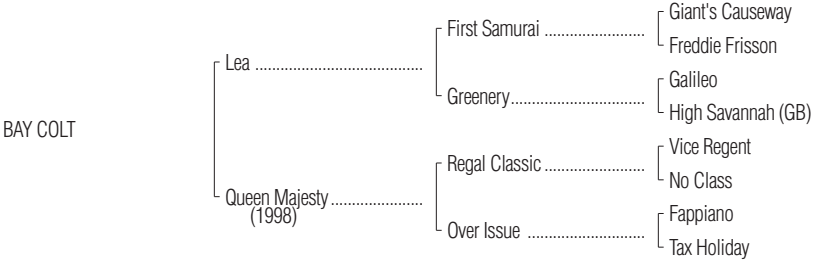 Giant's Causeway
First Samurai ........................
Freddie Frisson
Lea ........................................
Galileo
Greenery................................
High Savannah (GB)
BAY COLT
Vice Regent
Regal Classic ........................
No Class
Queen Majesty......................
(1998)
Fappiano
Over Issue ............................
Tax Holiday